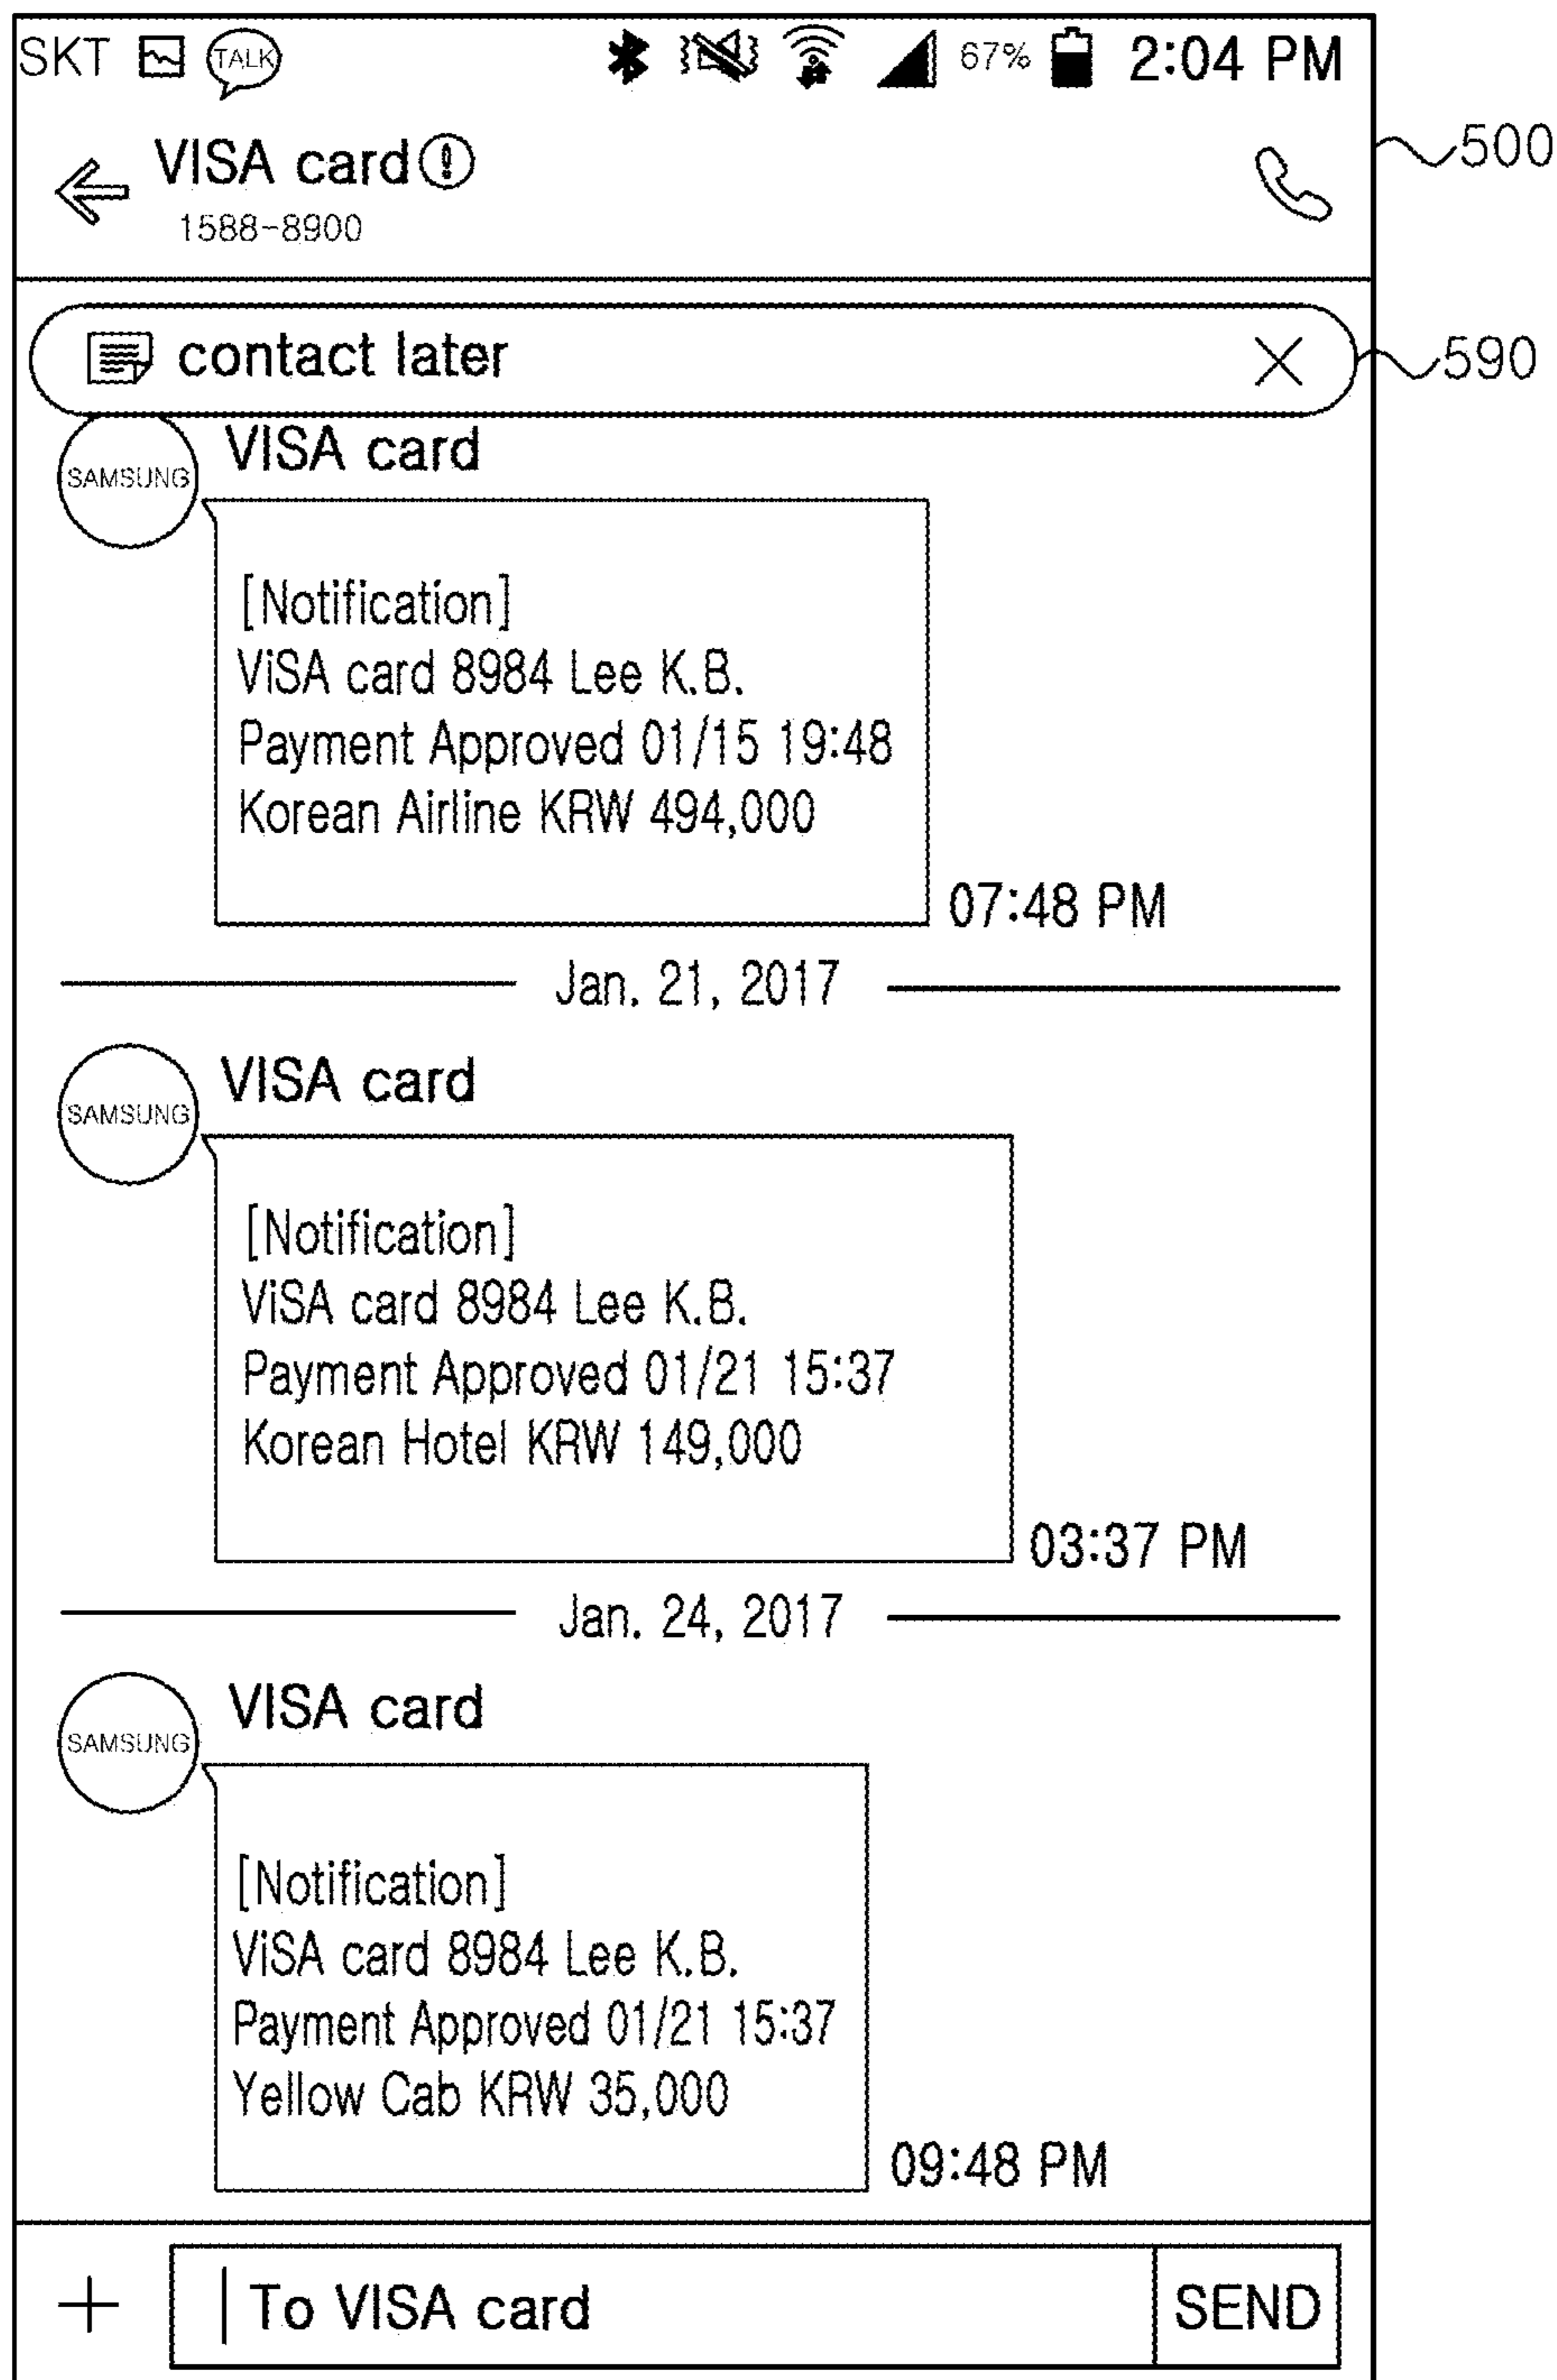 SKT TALK 67% 2:04 PM
VISA card
1588-8900
500
contact later
590
SAMSUNG
VISA card
[Notification]
ViSA card 8984 Lee K.B.
Payment Approved 01/15 19:48
Korean Airline KRW 494,000
07:48 PM
Jan. 21, 2017
SAMSUNG
VISA card
[Notification]
ViSA card 8984 Lee K.B.
Payment Approved 01/21 15:37
Korean Hotel KRW 149,000
03:37 PM
Jan. 24, 2017
SAMSUNG
VISA card
[Notification]
ViSA card 8984 Lee K.B.
Payment Approved 01/21 15:37
Yellow Cab KRW 35,000
09:48 PM
+ To VISA card SEND